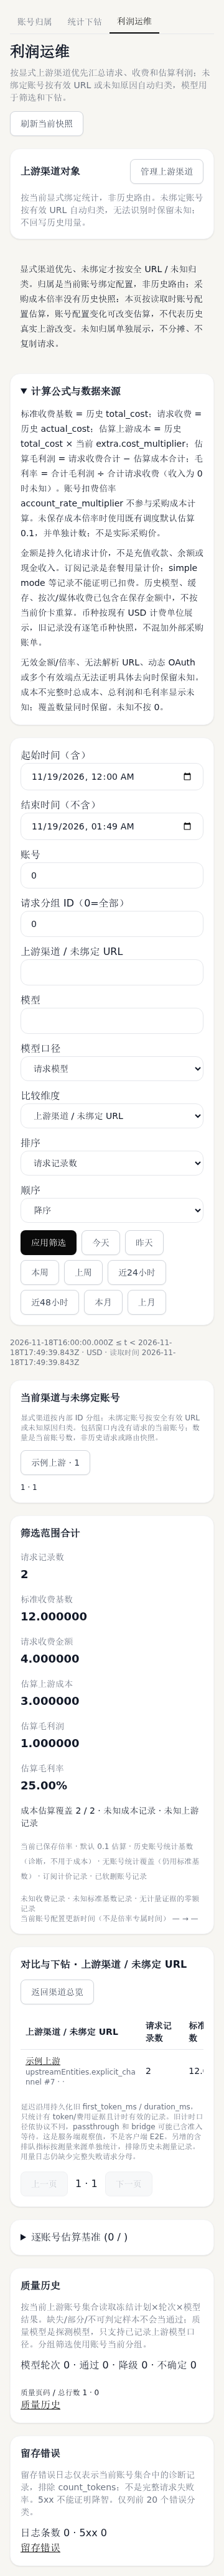 账号归属 统计下钻 利润运维
利润运维
按显式上游渠道优先汇总请求、收费和估算利润；未
绑定账号按有效 URL 或未知原因自动归类，模型用
于筛选和下钻。
刷新当前快照
上游渠道对象 管理上游渠道
按当前显式绑定统计，非历史路由。未绑定账号
按有效 URL 自动归类，无法识别时保留未知；
不回写历史用量。
显式渠道优先、未绑定才按安全 URL / 未知归
类。归属是当前账号绑定配置，非历史路由；采
购成本倍率没有历史快照；本页按读取时账号配
置估算，账号配置变化可改变估算，不代表历史
真实上游改变。未知归属单独展示，不分摊、不
复制请求。
▼ 计算公式与数据来源
标准收费基数 = 历史 total_cost；请求收费 =
历史 actual_cost；估算上游成本 = 历史
total_cost × 当前 extra.cost_multiplier；估
算毛利润 = 请求收费合计 − 估算成本合计；毛
利率 = 合计毛利润 ÷ 合计请求收费（收入为 0
时未知）。账号扣费倍率
account_rate_multiplier 不参与采购成本计
算。未保存成本倍率时使用既有调度默认估算
0.1，并单独计数；不是实际采购价。
金额是持久化请求计价，不是充值收款、余额或
现金收入。订阅记录是套餐用量计价；simple
mode 等记录不能证明已扣费。历史模型、缓
存、按次/媒体收费已包含在保存金额中，不按
当前价卡重算。币种按现有 USD 计费单位展
示，旧记录没有逐笔币种快照，不混加外部采购
账单。
无效金额/倍率、无法解析 URL、动态 OAuth
或多个有效端点无法证明具体去向时保留未知。
成本不完整时总成本、总利润和毛利率显示未
知；覆盖数量同时保留。未知不按 0。
起始时间（含）
11/19/2026, 12:00 AM
结束时间（不含）
11/19/2026, 01:49 AM
账号
0
请求分组 ID（0=全部）
0
上游渠道 / 未绑定 URL
模型
模型口径
请求模型
比较维度
上游渠道 / 未绑定 URL
排序
请求记录数
顺序
降序
应用筛选 今天 昨天
本周 上周 近24小时
近48小时 本月 上月
2026-11-18T16:00:00.000Z ≤ t < 2026-11-
18T17:49:39.843Z · USD · 读取时间 2026-11-
18T17:49:39.843Z
当前渠道与未绑定账号
显式渠道按内部 ID 分组；未绑定账号按安全有效 URL
或未知原因归类。包括窗口内没有请求的当前账号；数
量是当前账号数，非历史请求或路由快照。
示例上游 · 1
1 · 1
筛选范围合计
请求记录数
2
标准收费基数
12.000000
请求收费金额
4.000000
估算上游成本
3.000000
估算毛利润
1.000000
估算毛利率
25.00%
成本估算覆盖 2 / 2 · 未知成本记录 · 未知上游
记录
当前已保存倍率 · 默认 0.1 估算 · 历史账号统计基数
（诊断，不用于成本） · 无账号统计覆盖（仍用标准基
数） · 订阅计价记录 · 已软删账号记录
未知收费记录 · 未知标准基数记录 · 无计量证据的零额
记录
当前账号配置更新时间（不是倍率专属时间） — → —
对比与下钻 · 上游渠道 / 未绑定 URL
返回渠道总览
上游渠道 / 未绑定 URL 请求记录数 标准 数
示例上游
upstreamEntities.explicit_cha
nnel #7 · · 2 12.
延迟沿用持久化旧 first_token_ms / duration_ms。
只统计有 token/费用证据且计时有效的记录。旧计时口
径依协议可不同，passthrough 和 bridge 可能已含准入
等待。这是服务端观察值，不是客户端 E2E。另增的含
排队指标按测量来源单独统计，排除历史未测量记录。
用量日志仍缺少完整失败请求分母。
上一页 1 · 1 下一页
▶ 逐账号估算基准 (0 / )
质量历史
按当前上游账号集合读取冻结计划×轮次×模型
结果。缺失/部分/不可判定样本不会当通过；质
量模型是探测模型，只支持已记录上游模型口
径。分组筛选使用账号当前分组。
模型轮次 0 · 通过 0 · 降级 0 · 不确定 0
质量页码 / 总行数 1 · 0
质量历史
留存错误
留存错误日志仅表示当前账号集合中的诊断记
录，排除 count_tokens；不是完整请求失败
率。5xx 不能证明降智。仅列前 20 个错误分
类。
日志条数 0 · 5xx 0
留存错误